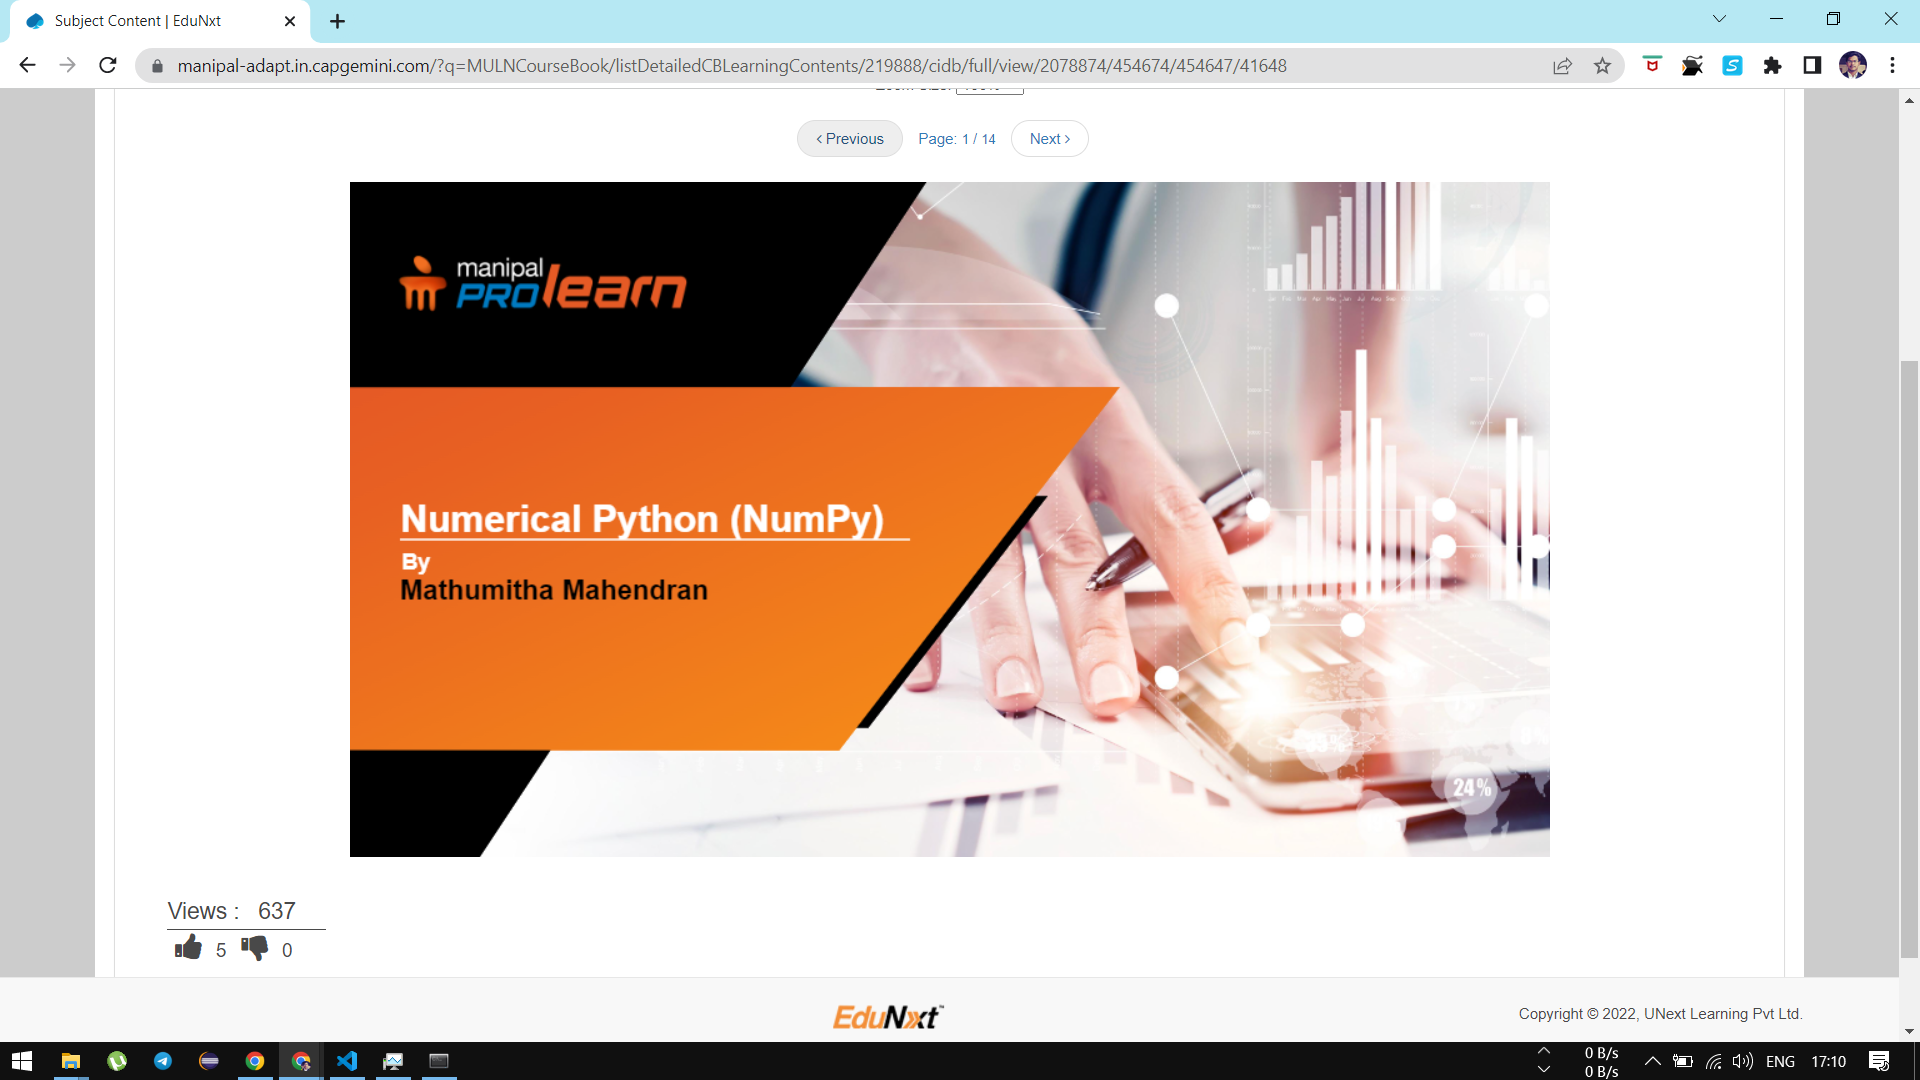 Subject Content | EduNxt
manipal-adapt.in.capgemini.com/?q=MULNCourseBook/listDetailedCBLearningContents/219888/cidb/full/view/2078874/454674/454647/41648
‹ Previous
Page: 1 / 14
Next ›
manipal
PROlearn
Numerical Python (NumPy)
By
Mathumitha Mahendran
24%
Views : 637
5 0
EduNxt™
Copyright © 2022, UNext Learning Pvt Ltd.
0 B/s
0 B/s
ENG
17:10